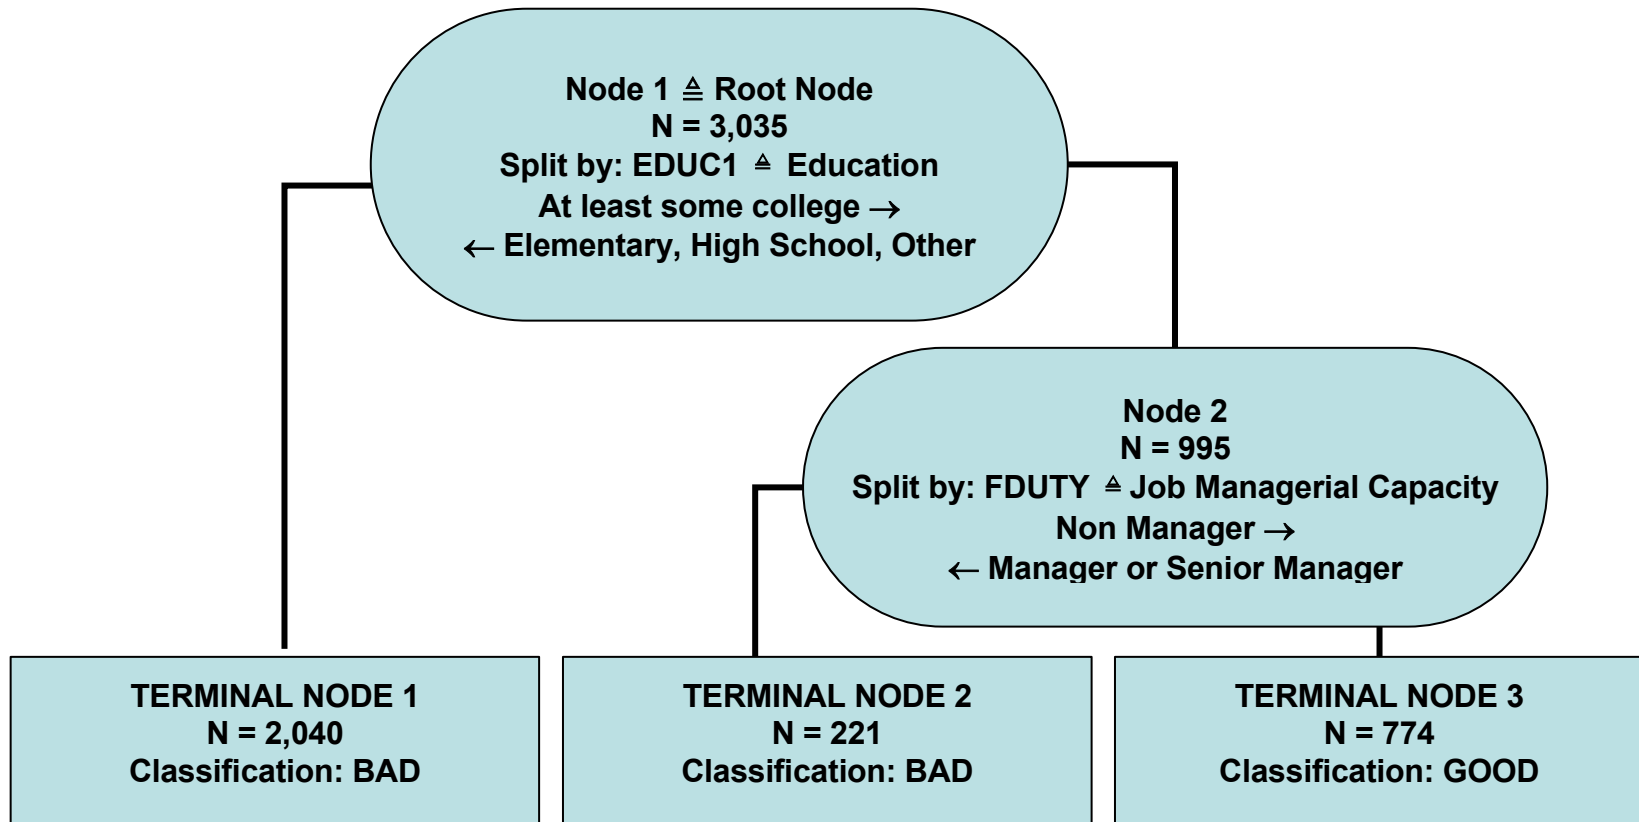 Node 1 ≜ Root Node
N = 3,035
Split by: EDUC1 ≜ Education
At least some college →
← Elementary, High School, Other
Node 2
N = 995
Split by: FDUTY ≜ Job Managerial Capacity
Non Manager →
← Manager or Senior Manager
TERMINAL NODE 1
N = 2,040
Classification: BAD
TERMINAL NODE 2
N = 221
Classification: BAD
TERMINAL NODE 3
N = 774
Classification: GOOD